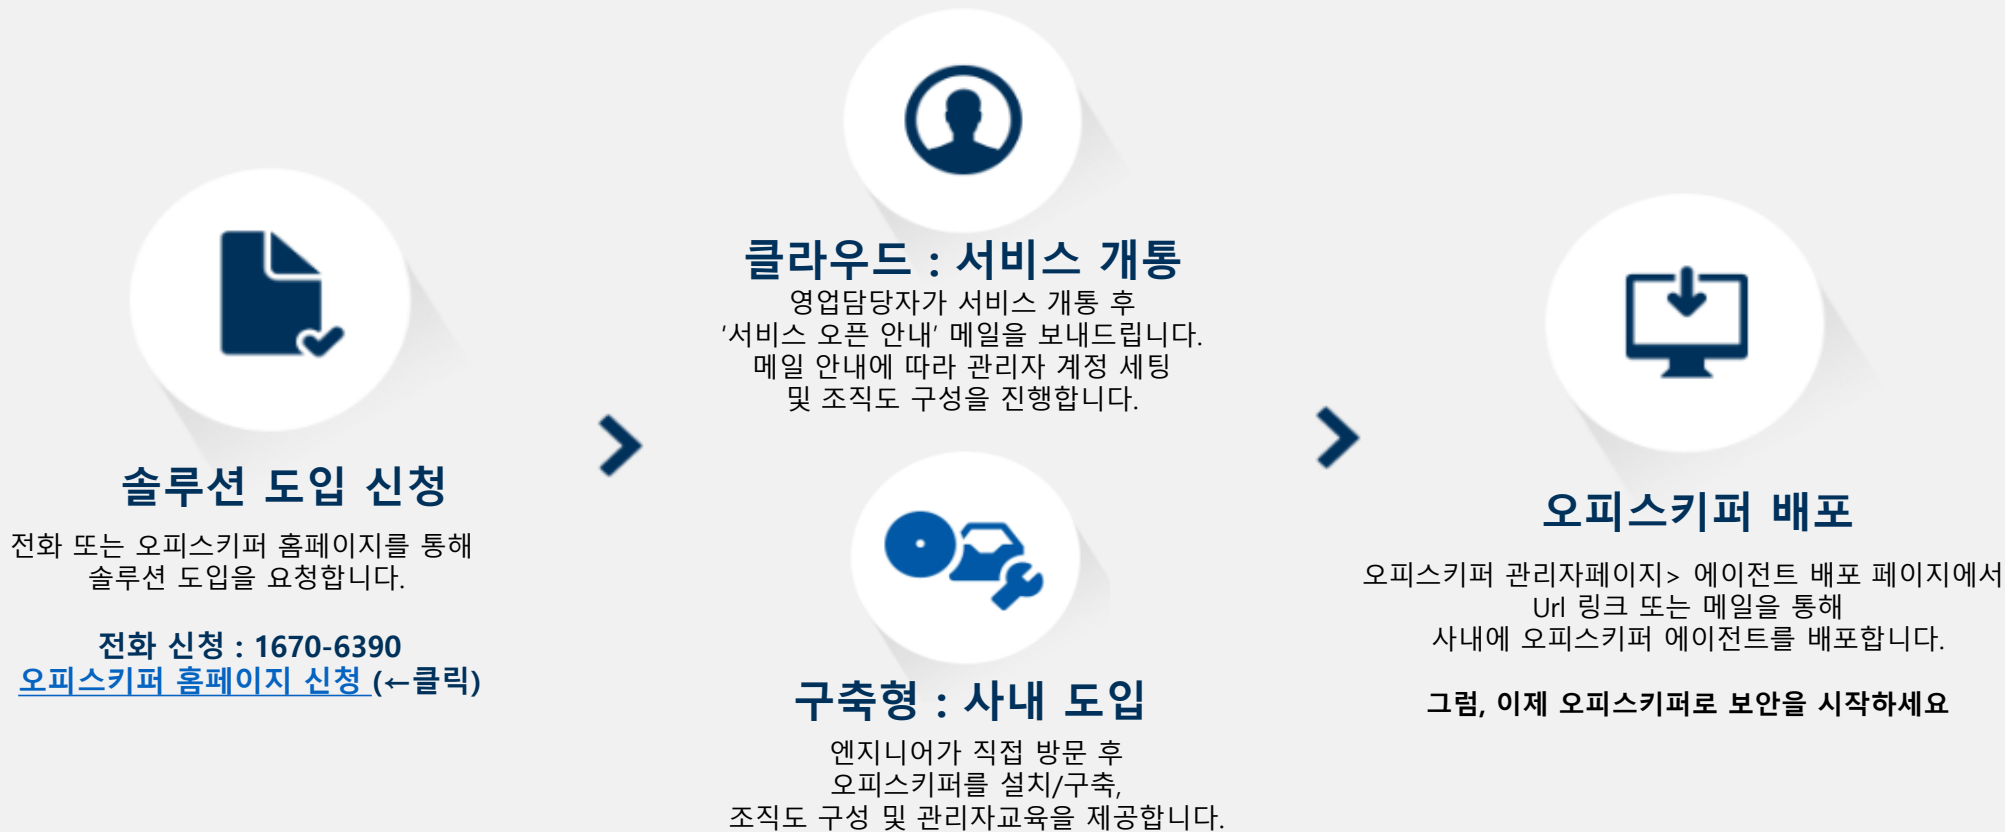 솔루션 도입 신청
전화 또는 오피스키퍼 홈페이지를 통해
솔루션 도입을 요청합니다.
전화 신청 : 1670-6390
오피스키퍼 홈페이지 신청 (←클릭)
클라우드 : 서비스 개통
영업담당자가 서비스 개통 후
‘서비스 오픈 안내’ 메일을 보내드립니다.
메일 안내에 따라 관리자 계정 세팅
및 조직도 구성을 진행합니다.
구축형 : 사내 도입
엔지니어가 직접 방문 후
오피스키퍼를 설치/구축,
조직도 구성 및 관리자교육을 제공합니다.
오피스키퍼 배포
오피스키퍼 관리자페이지> 에이전트 배포 페이지에서
Url 링크 또는 메일을 통해
사내에 오피스키퍼 에이전트를 배포합니다.
그럼, 이제 오피스키퍼로 보안을 시작하세요